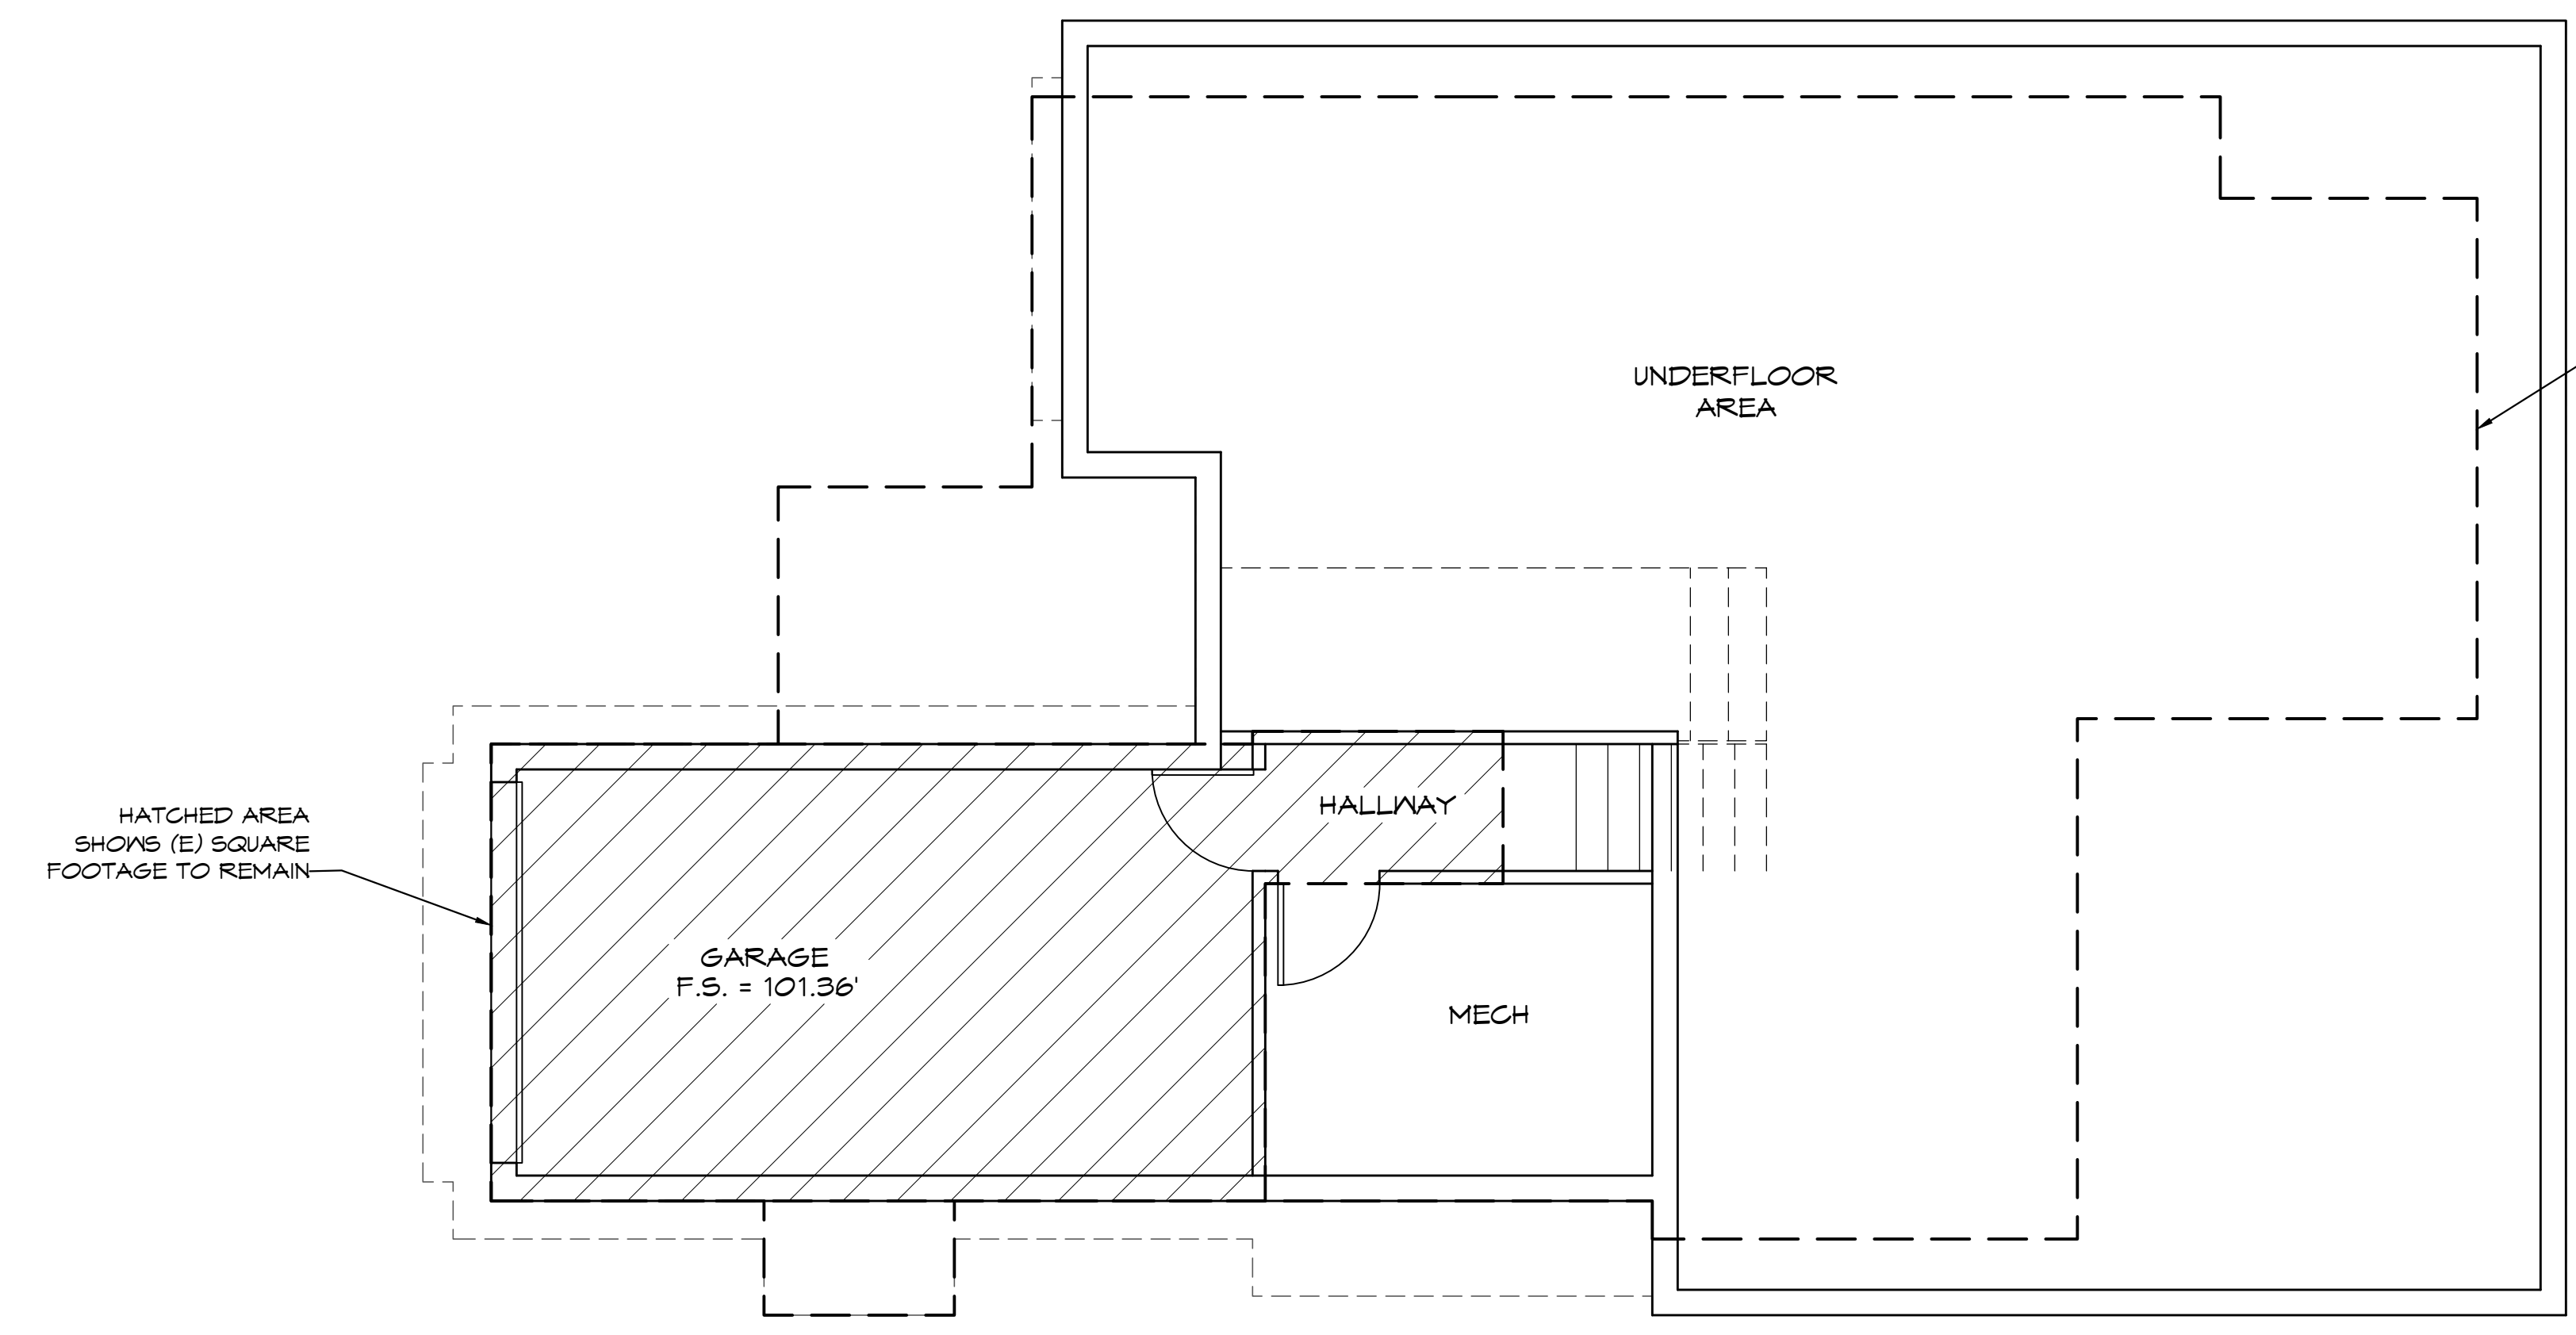 UNDERFLOOR
AREA
HATCHED AREA
SHOWS (E) SQUARE
FOOTAGE TO REMAIN
HALLWAY
GARAGE
F.S. = 101.36'
MECH